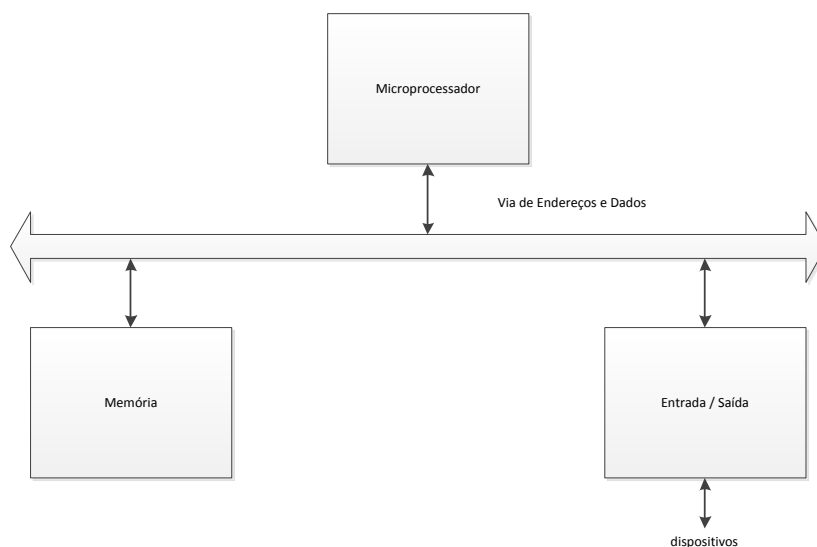 Microprocessador
Via de Endereços e Dados
Memória
Entrada / Saída
dispositivos